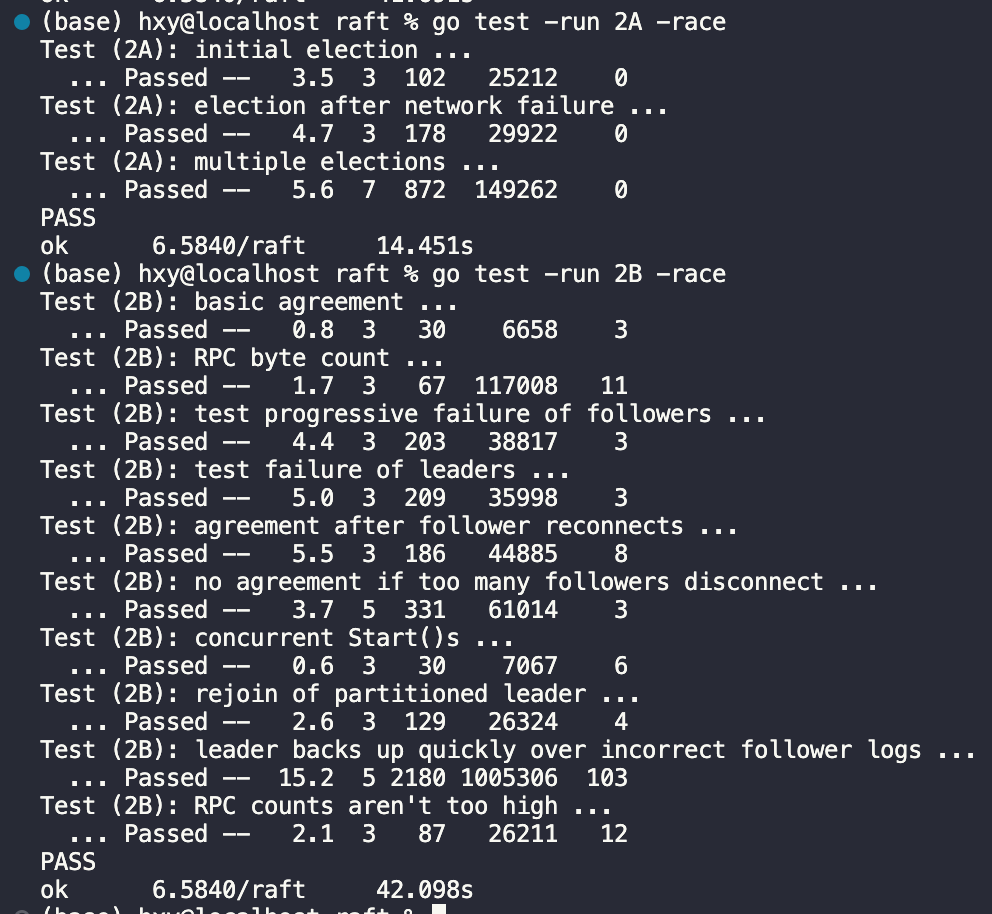 (base) hxy@localhost raft % go test -run 2A -race
Test (2A): initial election ...
  ... Passed --   3.5  3  102   25212    0
Test (2A): election after network failure ...
  ... Passed --   4.7  3  178   29922    0
Test (2A): multiple elections ...
  ... Passed --   5.6  7  872  149262    0
PASS
ok      6.5840/raft     14.451s
(base) hxy@localhost raft % go test -run 2B -race
Test (2B): basic agreement ...
  ... Passed --   0.8  3   30    6658    3
Test (2B): RPC byte count ...
  ... Passed --   1.7  3   67  117008   11
Test (2B): test progressive failure of followers ...
  ... Passed --   4.4  3  203   38817    3
Test (2B): test failure of leaders ...
  ... Passed --   5.0  3  209   35998    3
Test (2B): agreement after follower reconnects ...
  ... Passed --   5.5  3  186   44885    8
Test (2B): no agreement if too many followers disconnect ...
  ... Passed --   3.7  5  331   61014    3
Test (2B): concurrent Start()s ...
  ... Passed --   0.6  3   30    7067    6
Test (2B): rejoin of partitioned leader ...
  ... Passed --   2.6  3  129   26324    4
Test (2B): leader backs up quickly over incorrect follower logs ...
  ... Passed --  15.2  5 2180 1005306  103
Test (2B): RPC counts aren't too high ...
  ... Passed --   2.1  3   87   26211   12
PASS
ok      6.5840/raft     42.098s
(base) hxy@localhost raft %